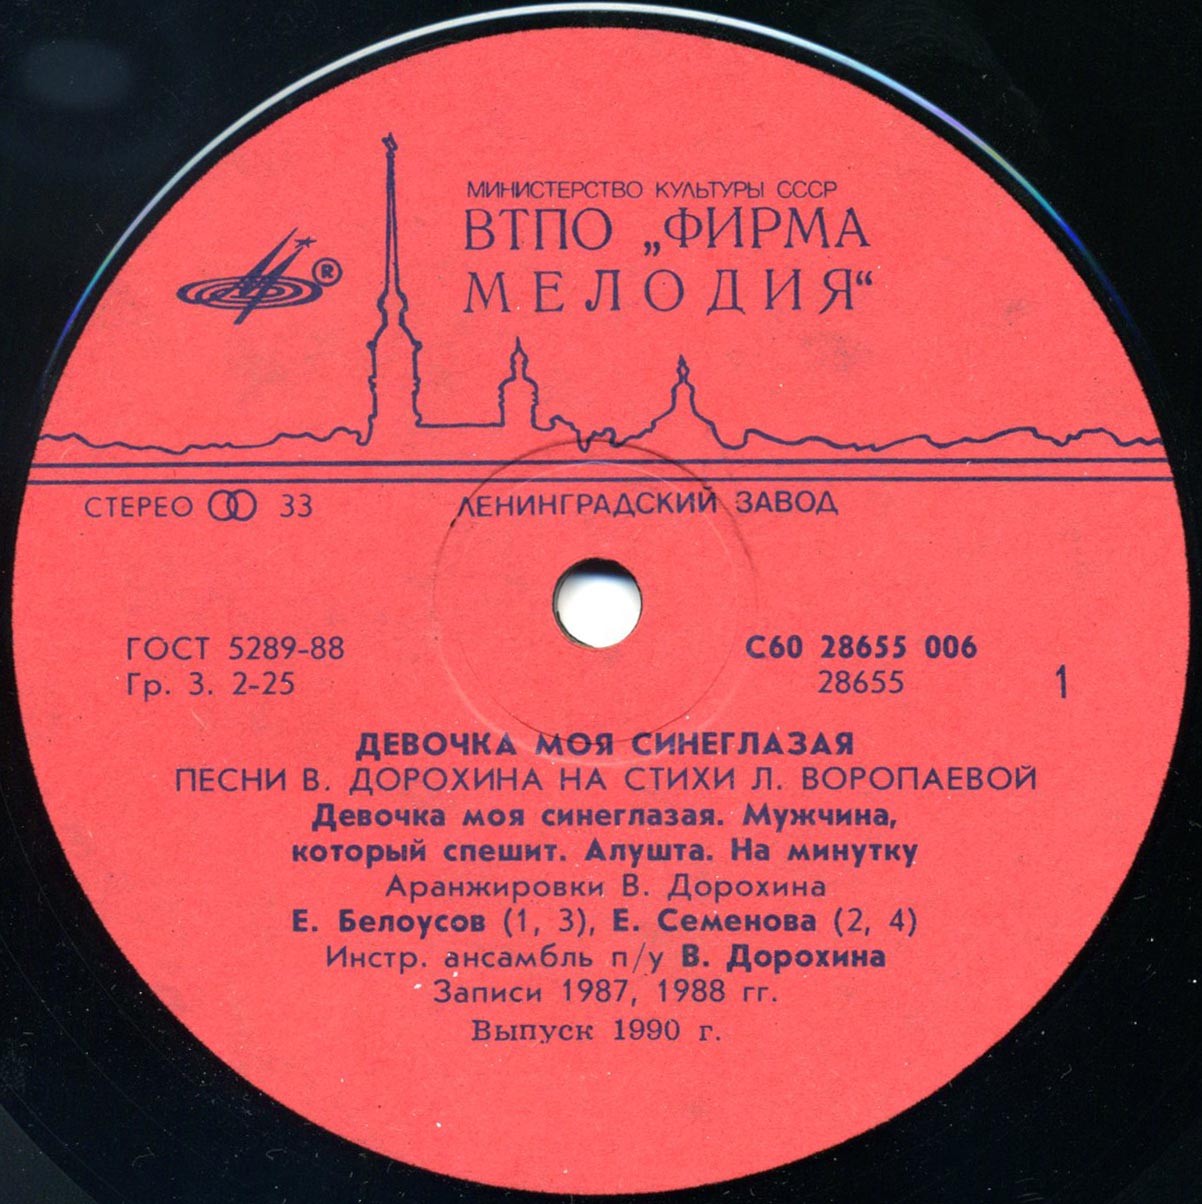 МИНИСТЕРСТВО КУЛЬТУРЫ СССР
ВТПО „ФИРМА
МЕЛОДИЯ“
®
СТЕРЕО 33
ЛЕНИНГРАДСКИЙ ЗАВОД
ГОСТ 5289-88
Гр. 3. 2-25
С60 28655 006
28655
1
ДЕВОЧКА МОЯ СИНЕГЛАЗАЯ
ПЕСНИ В. ДОРОХИНА НА СТИХИ Л. ВОРОПАЕВОЙ
Девочка моя синеглазая. Мужчина,
который спешит. Алушта. На минутку
Аранжировки В. Дорохина
Е. Белоусов (1, 3), Е. Семенова (2, 4)
Инстр. ансамбль п/у В. Дорохина
Записи 1987, 1988 гг.
Выпуск 1990 г.